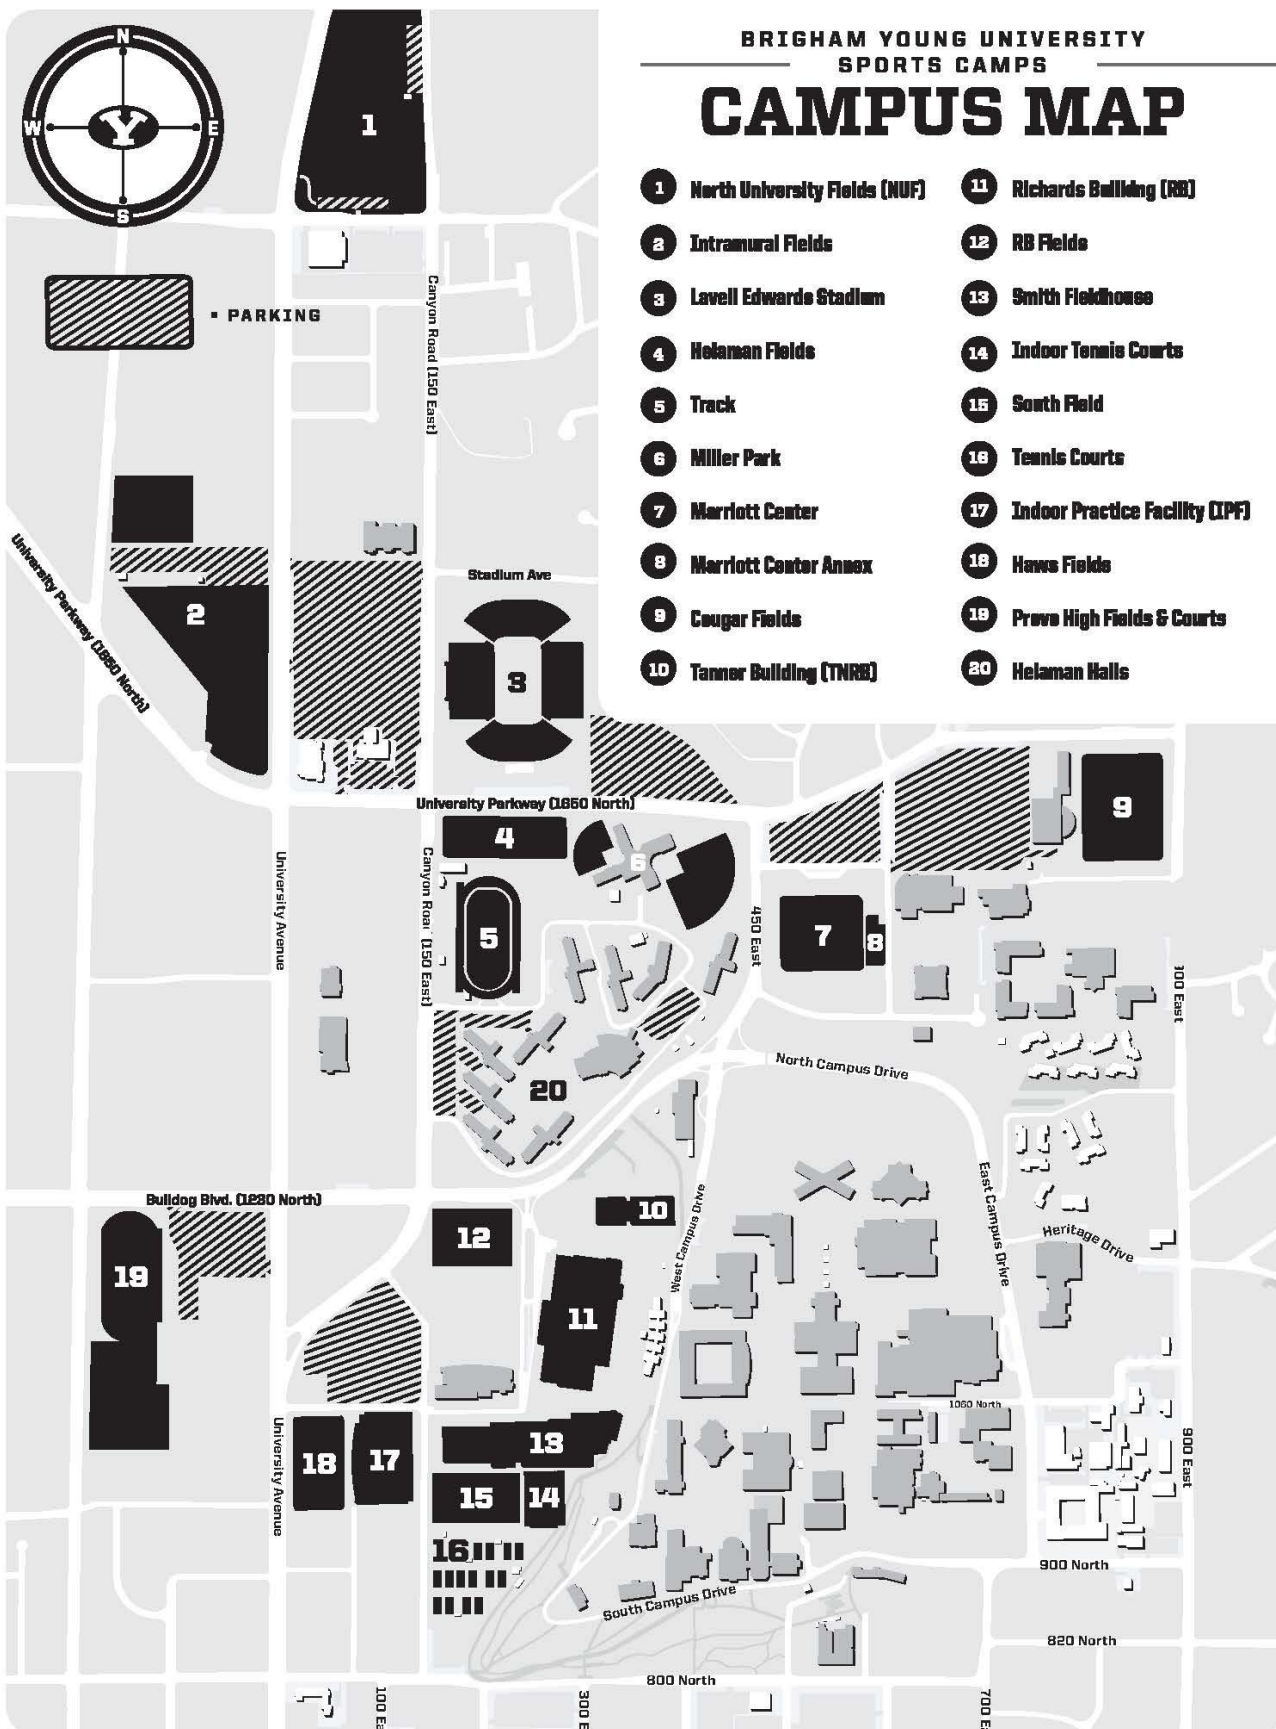 BRIGHAM YOUNG UNIVERSITY
SPORTS CAMPS
CAMPUS MAP
1 North University Fields (NUF)
2 Intramural Fields
3 Lavell Edwards Stadium
4 Helaman Fields
5 Track
6 Miller Park
7 Marriott Center
8 Marriott Center Annex
9 Cougar Fields
10 Tanner Building (TNRB)
11 Richards Building (RB)
12 RB Fields
13 Smith Fieldhouse
14 Indoor Tennis Courts
15 South Field
16 Tennis Courts
17 Indoor Practice Facility (IPF)
18 Haws Fields
19 Provo High Fields & Courts
20 Helaman Halls
N
W
Y
E
S
PARKING
1
Canyon Road (150 East)
University Parkway (1650 North)
2
Stadium Ave
3
University Parkway (1650 North)
4
6
9
University Avenue
Canyon Road (150 East)
5
450 East
7
8
900 East
North Campus Drive
20
Bulldog Blvd. (1230 North)
19
12
10
11
West Campus Drive
East Campus Drive
Heritage Drive
1060 North
University Avenue
18
17
13
15
14
16
900 East
900 North
South Campus Drive
820 North
800 North
100 Ea
300 E
700 E